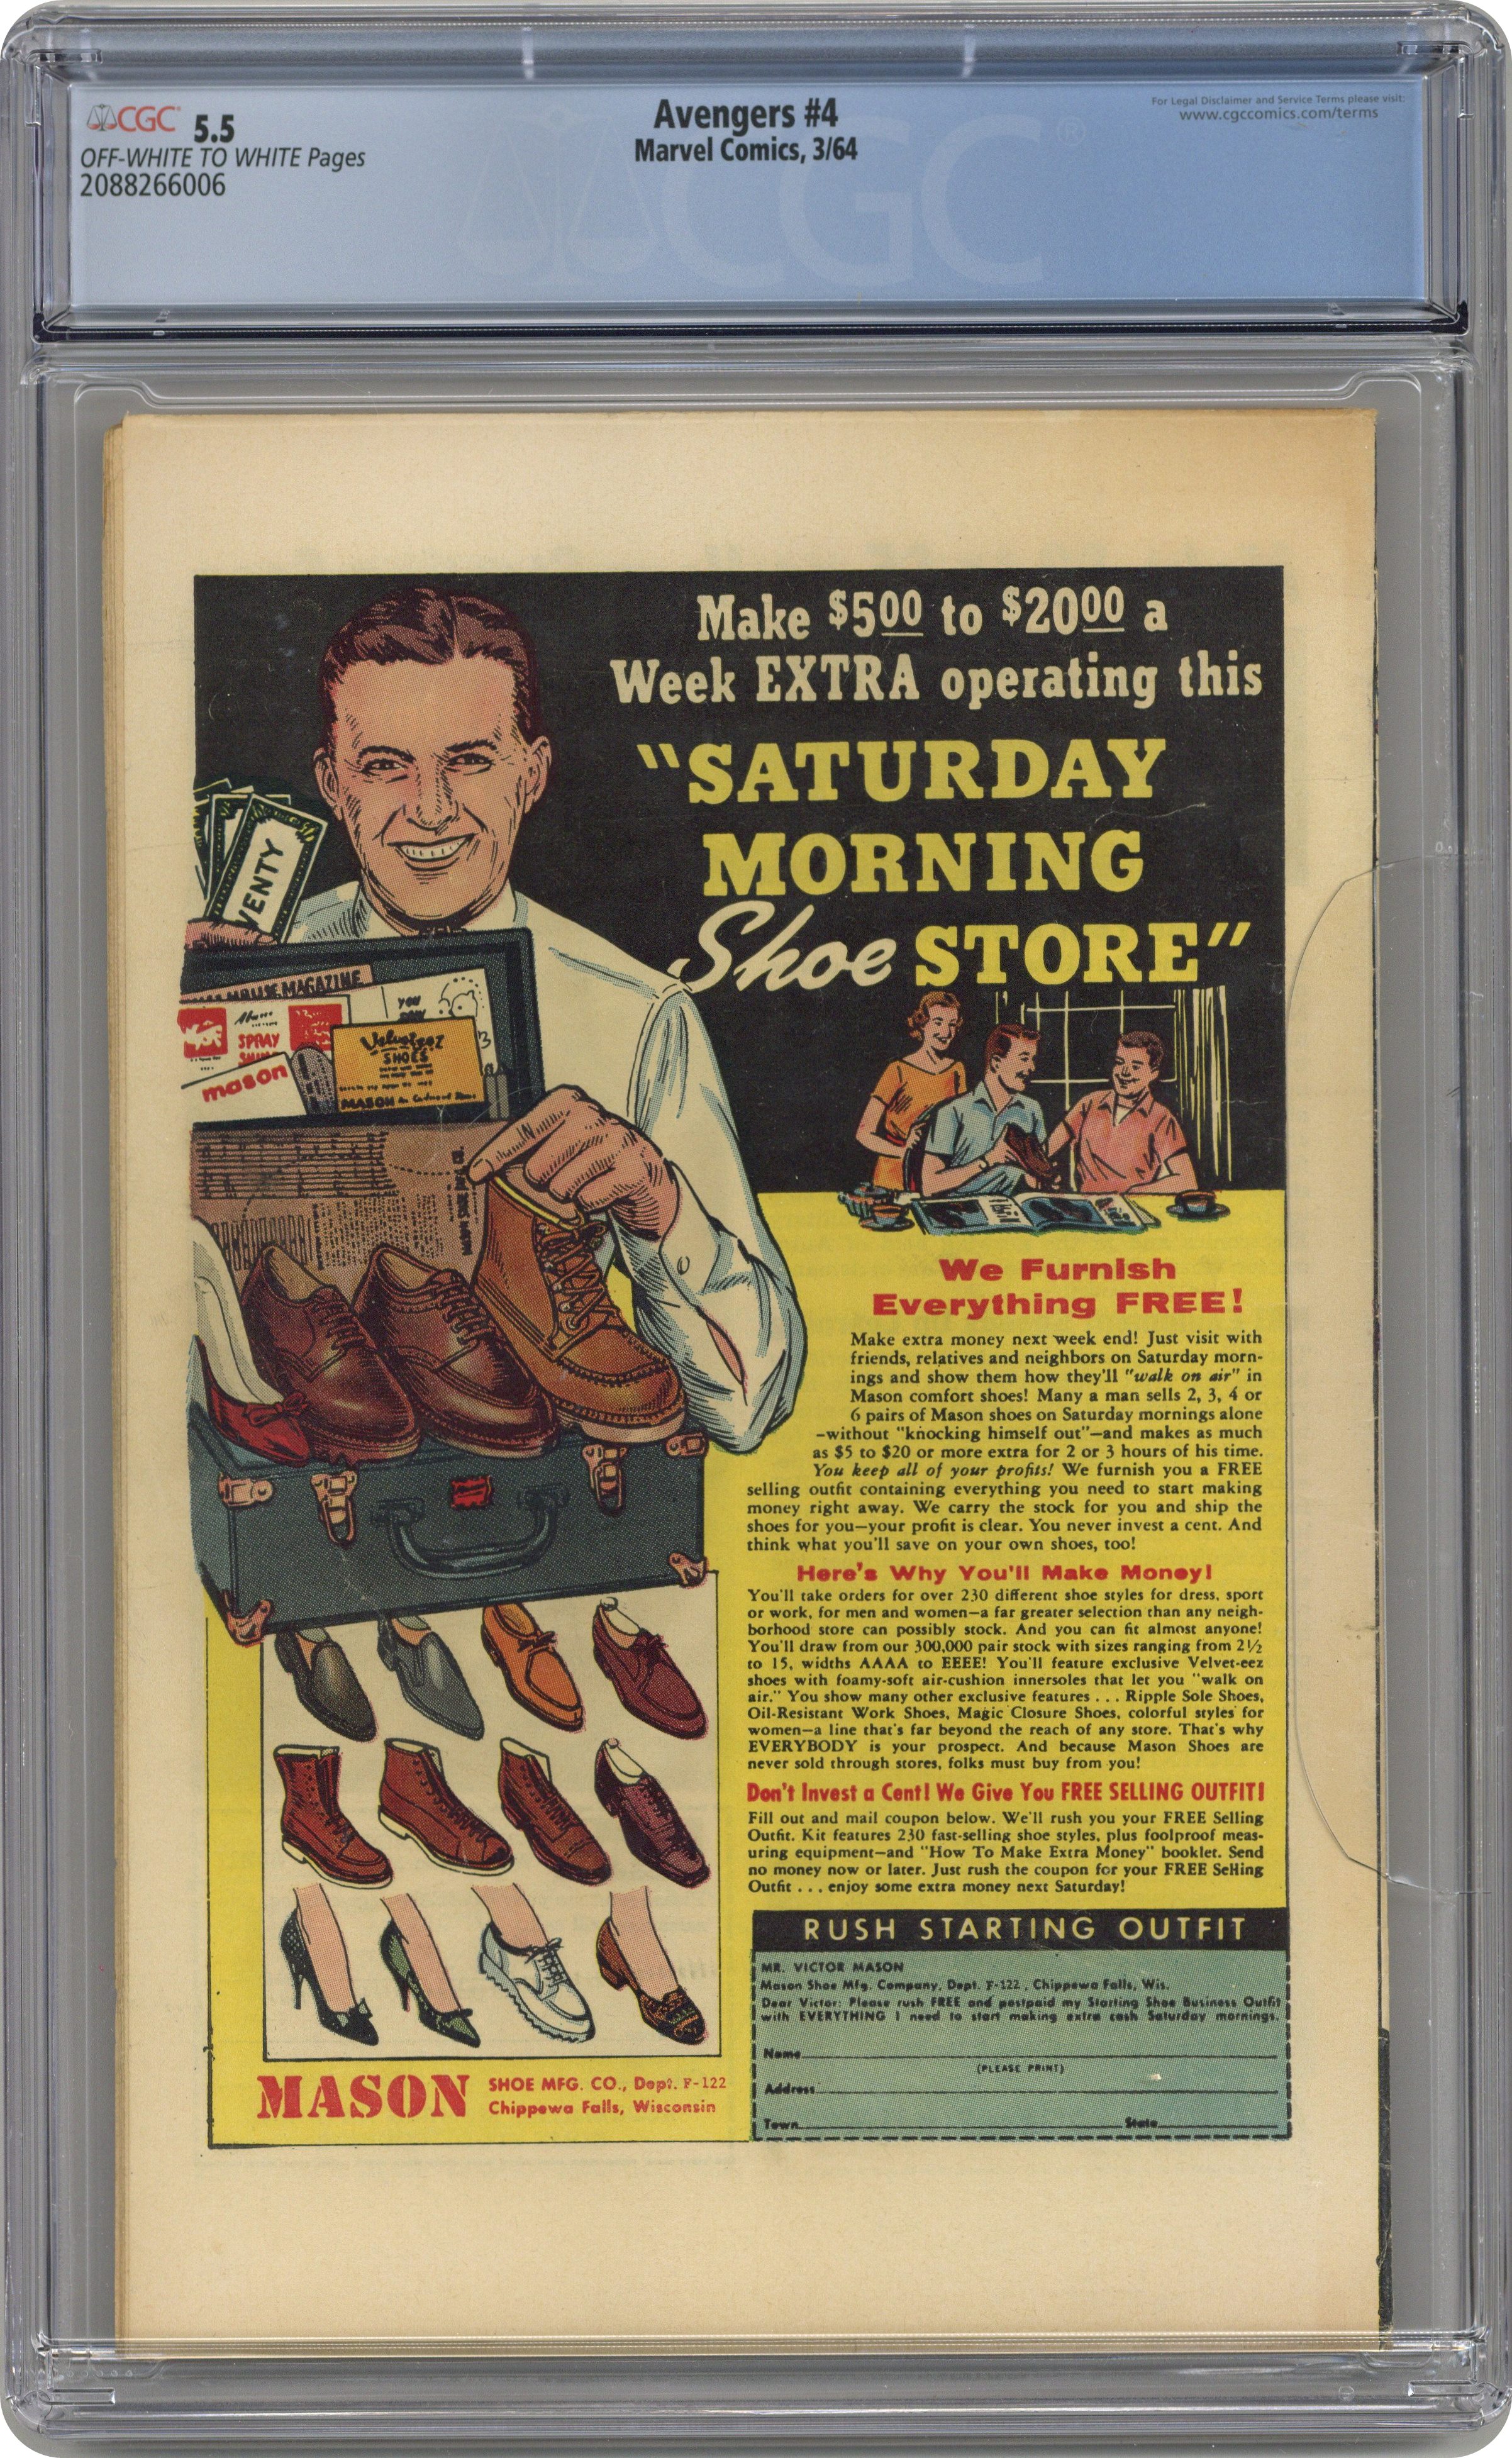 CGC 5.5
OFF-WHITE TO WHITE Pages
2088266006
Avengers #4
Marvel Comics, 3/64
For Legal Disclaimer and Service Terms please visit:
www.cgccomics.com/terms
CGC®
Make $500 to $2000 a
Week EXTRA operating this
"SATURDAY
MORNING
Shoe STORE"
VENTY
HOUSE MAGAZINE
YOU
SPRAY
mason
Velvet-eez
SHOES
MASON
We Furnish
Everything FREE!
Make extra money next week end! Just visit with
friends, relatives and neighbors on Saturday morn-
ings and show them how they'll "walk on air" in
Mason comfort shoes! Many a man sells 2, 3, 4 or
6 pairs of Mason shoes on Saturday mornings alone
—without "knocking himself out"—and makes as much
as $5 to $20 or more extra for 2 or 3 hours of his time.
You keep all of your profits! We furnish you a FREE
selling outfit containing everything you need to start making
money right away. We carry the stock for you and ship the
shoes for you—your profit is clear. You never invest a cent. And
think what you'll save on your own shoes, too!
Here's Why You'll Make Money!
You'll take orders for over 230 different shoe styles for dress, sport
or work, for men and women—a far greater selection than any neigh-
borhood store can possibly stock. And you can fit almost anyone!
You'll draw from our 300,000 pair stock with sizes ranging from 2½
to 15, widths AAAA to EEEE! You'll feature exclusive Velvet-eez
shoes with foamy-soft air-cushion innersoles that let you "walk on
air." You show many other exclusive features . . . Ripple Sole Shoes,
Oil-Resistant Work Shoes, Magic Closure Shoes, colorful styles for
women—a line that's far beyond the reach of any store. That's why
EVERYBODY is your prospect. And because Mason Shoes are
never sold through stores, folks must buy from you!
Don't Invest a Cent! We Give You FREE SELLING OUTFIT!
Fill out and mail coupon below. We'll rush you your FREE Selling
Outfit. Kit features 230 fast-selling shoe styles, plus foolproof meas-
uring equipment—and "How To Make Extra Money" booklet. Send
no money now or later. Just rush the coupon for your FREE Selling
Outfit . . . enjoy some extra money next Saturday!
RUSH STARTING OUTFIT
MR. VICTOR MASON
Mason Shoe Mfg. Company, Dept. F-122, Chippewa Falls, Wis.
Dear Victor: Please rush FREE and postpaid my Starting Shoe Business Outfit
with EVERYTHING I need to start making extra cash Saturday mornings.
Name
(PLEASE PRINT)
Address
Town State
MASON SHOE MFG. CO., Dept. F-122
Chippewa Falls, Wisconsin